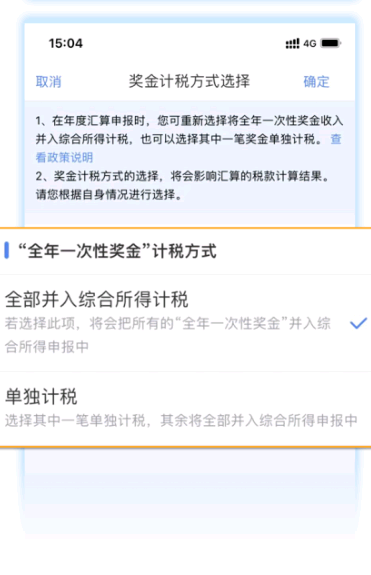 15:04
4G
取消
奖金计税方式选择
确定
1、在年度汇算申报时，您可重新选择将全年一次性奖金收入
并入综合所得计税，也可以选择其中一笔奖金单独计税。查
看政策说明
2、奖金计税方式的选择，将会影响汇算的税款计算结果。
请您根据自身情况进行选择。
“全年一次性奖金”计税方式
全部并入综合所得计税
若选择此项，将会把所有的“全年一次性奖金”并入综
合所得申报中
单独计税
选择其中一笔单独计税，其余将全部并入综合所得申报中